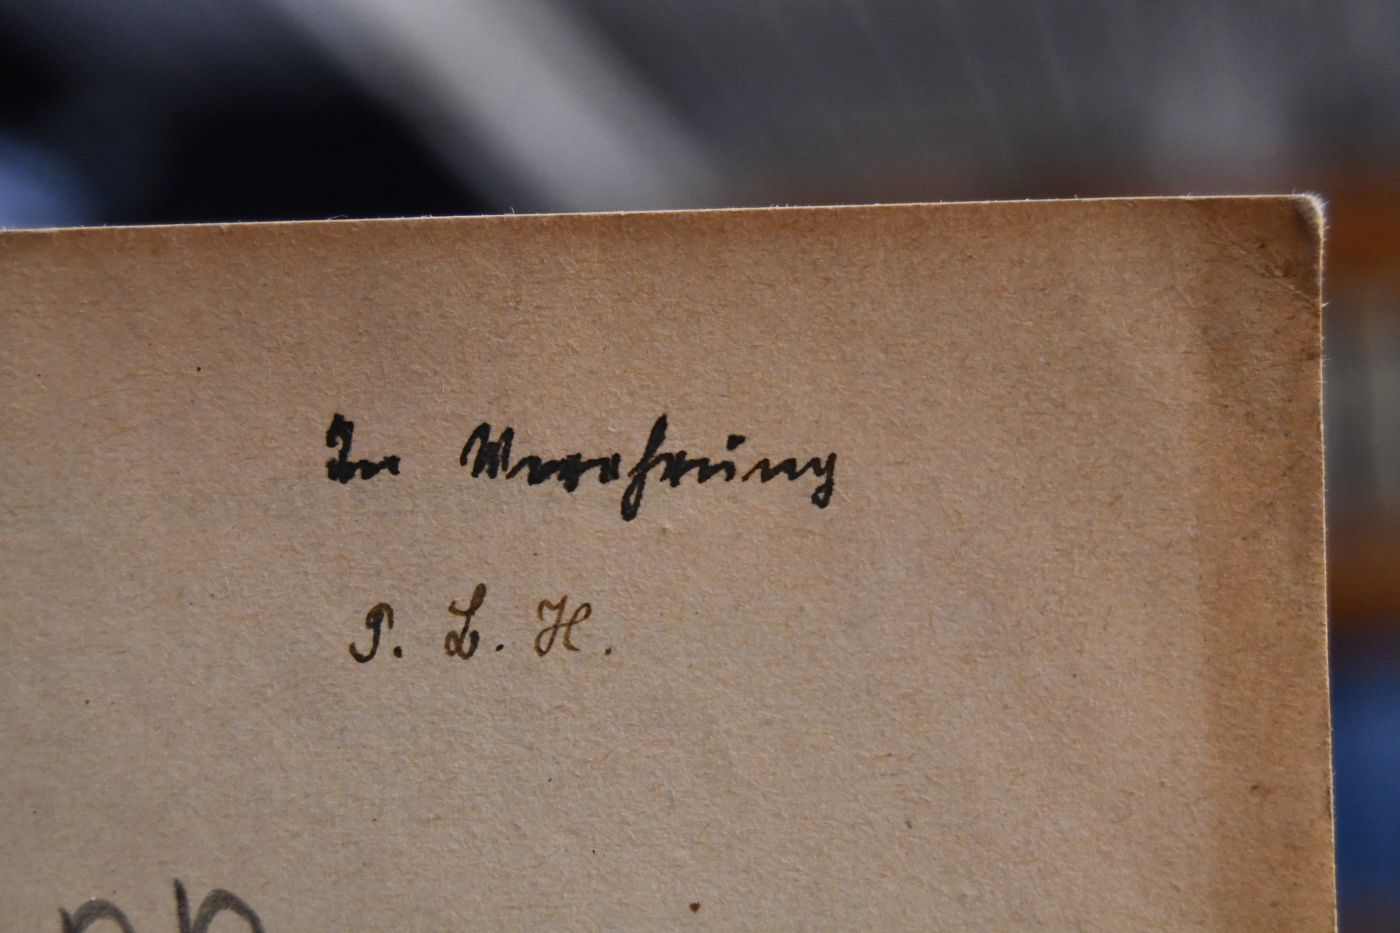 In Verehrung
P. L. H.